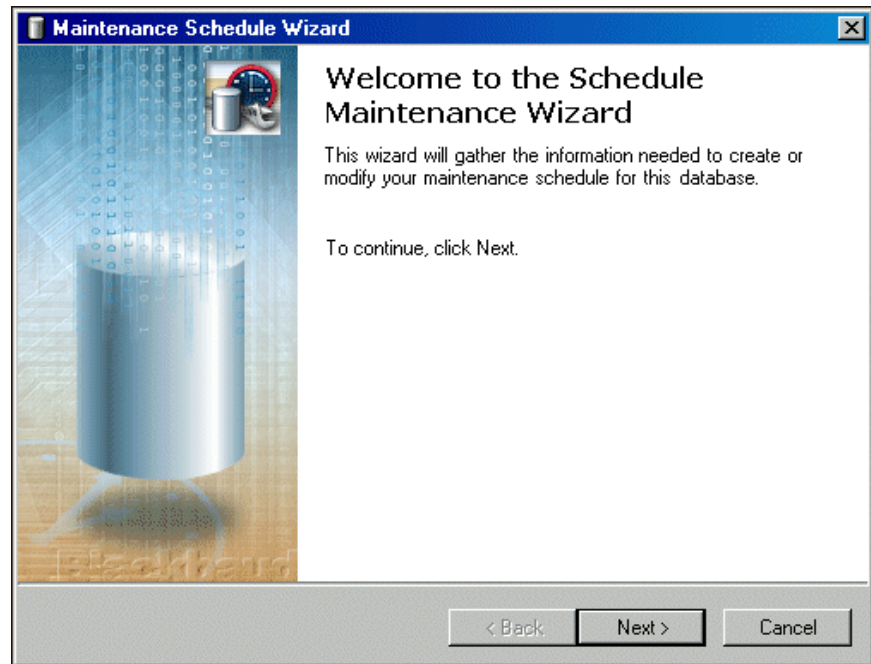 Maintenance Schedule Wizard
Welcome to the Schedule
Maintenance Wizard
This wizard will gather the information needed to create or
modify your maintenance schedule for this database.
To continue, click Next.
Blackbaud
< Back
Next >
Cancel